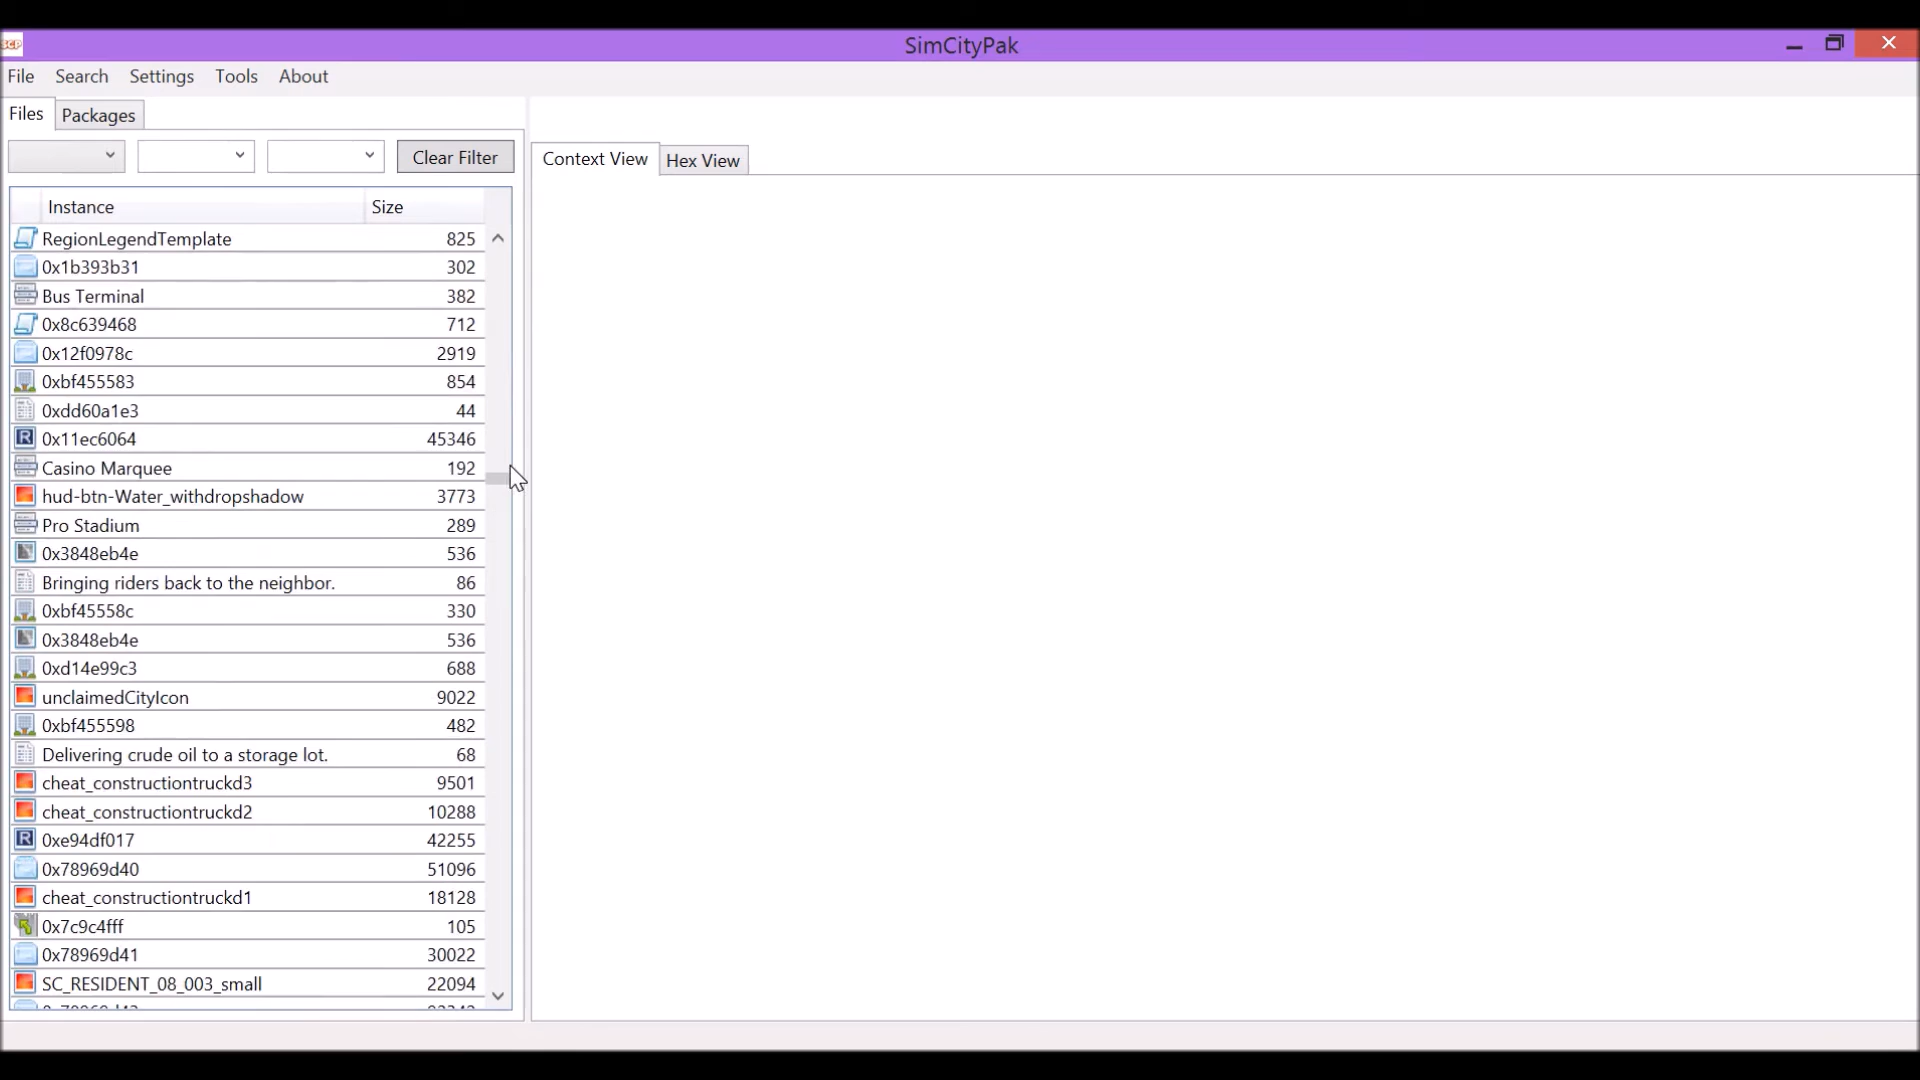 SCP SimCityPak
File Search Settings Tools About
Files Packages
Clear Filter
Context View Hex View
Instance Size
RegionLegendTemplate 825
0x1b393b31 302
Bus Terminal 382
0x8c639468 712
0x12f0978c 2919
0xbf455583 854
0xdd60a1e3 44
R 0x11ec6064 45346
Casino Marquee 192
hud-btn-Water_withdropshadow 3773
Pro Stadium 289
0x3848eb4e 536
Bringing riders back to the neighbor. 86
0xbf45558c 330
0x3848eb4e 536
0xd14e99c3 688
unclaimedCityIcon 9022
0xbf455598 482
Delivering crude oil to a storage lot. 68
cheat_constructiontruckd3 9501
cheat_constructiontruckd2 10288
R 0xe94df017 42255
0x78969d40 51096
cheat_constructiontruckd1 18128
0x7c9c4fff 105
0x78969d41 30022
SC_RESIDENT_08_003_small 22094